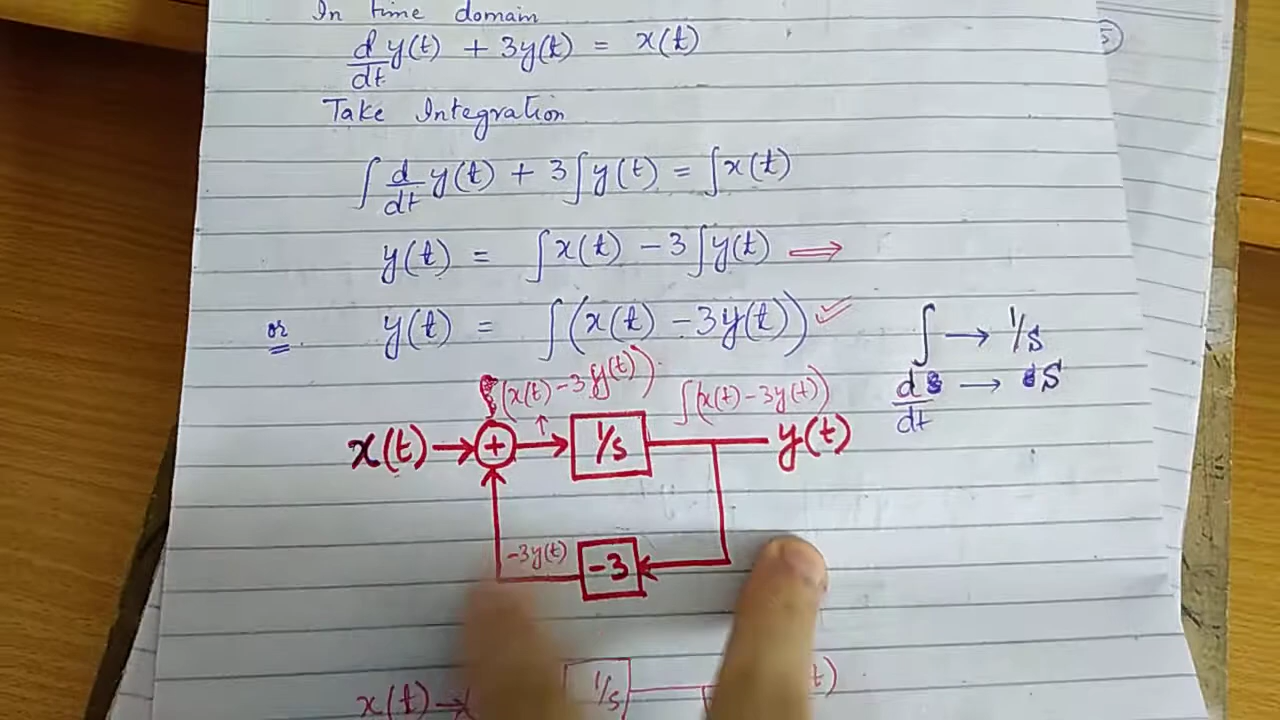 In time domain
d/dt y(t) + 3y(t) = x(t)
5
Take Integration
∫ d/dt y(t) + 3∫y(t) = ∫x(t)
y(t) = ∫x(t) - 3∫y(t) ⟹
or y(t) = ∫(x(t) - 3y(t)) ✓
∫ → 1/s
d/dt → S
(x(t) - 3y(t)) ∫(x(t) - 3y(t))
x(t) → + → 1/s y(t)
-3y(t) -3
x(t) → 1/s